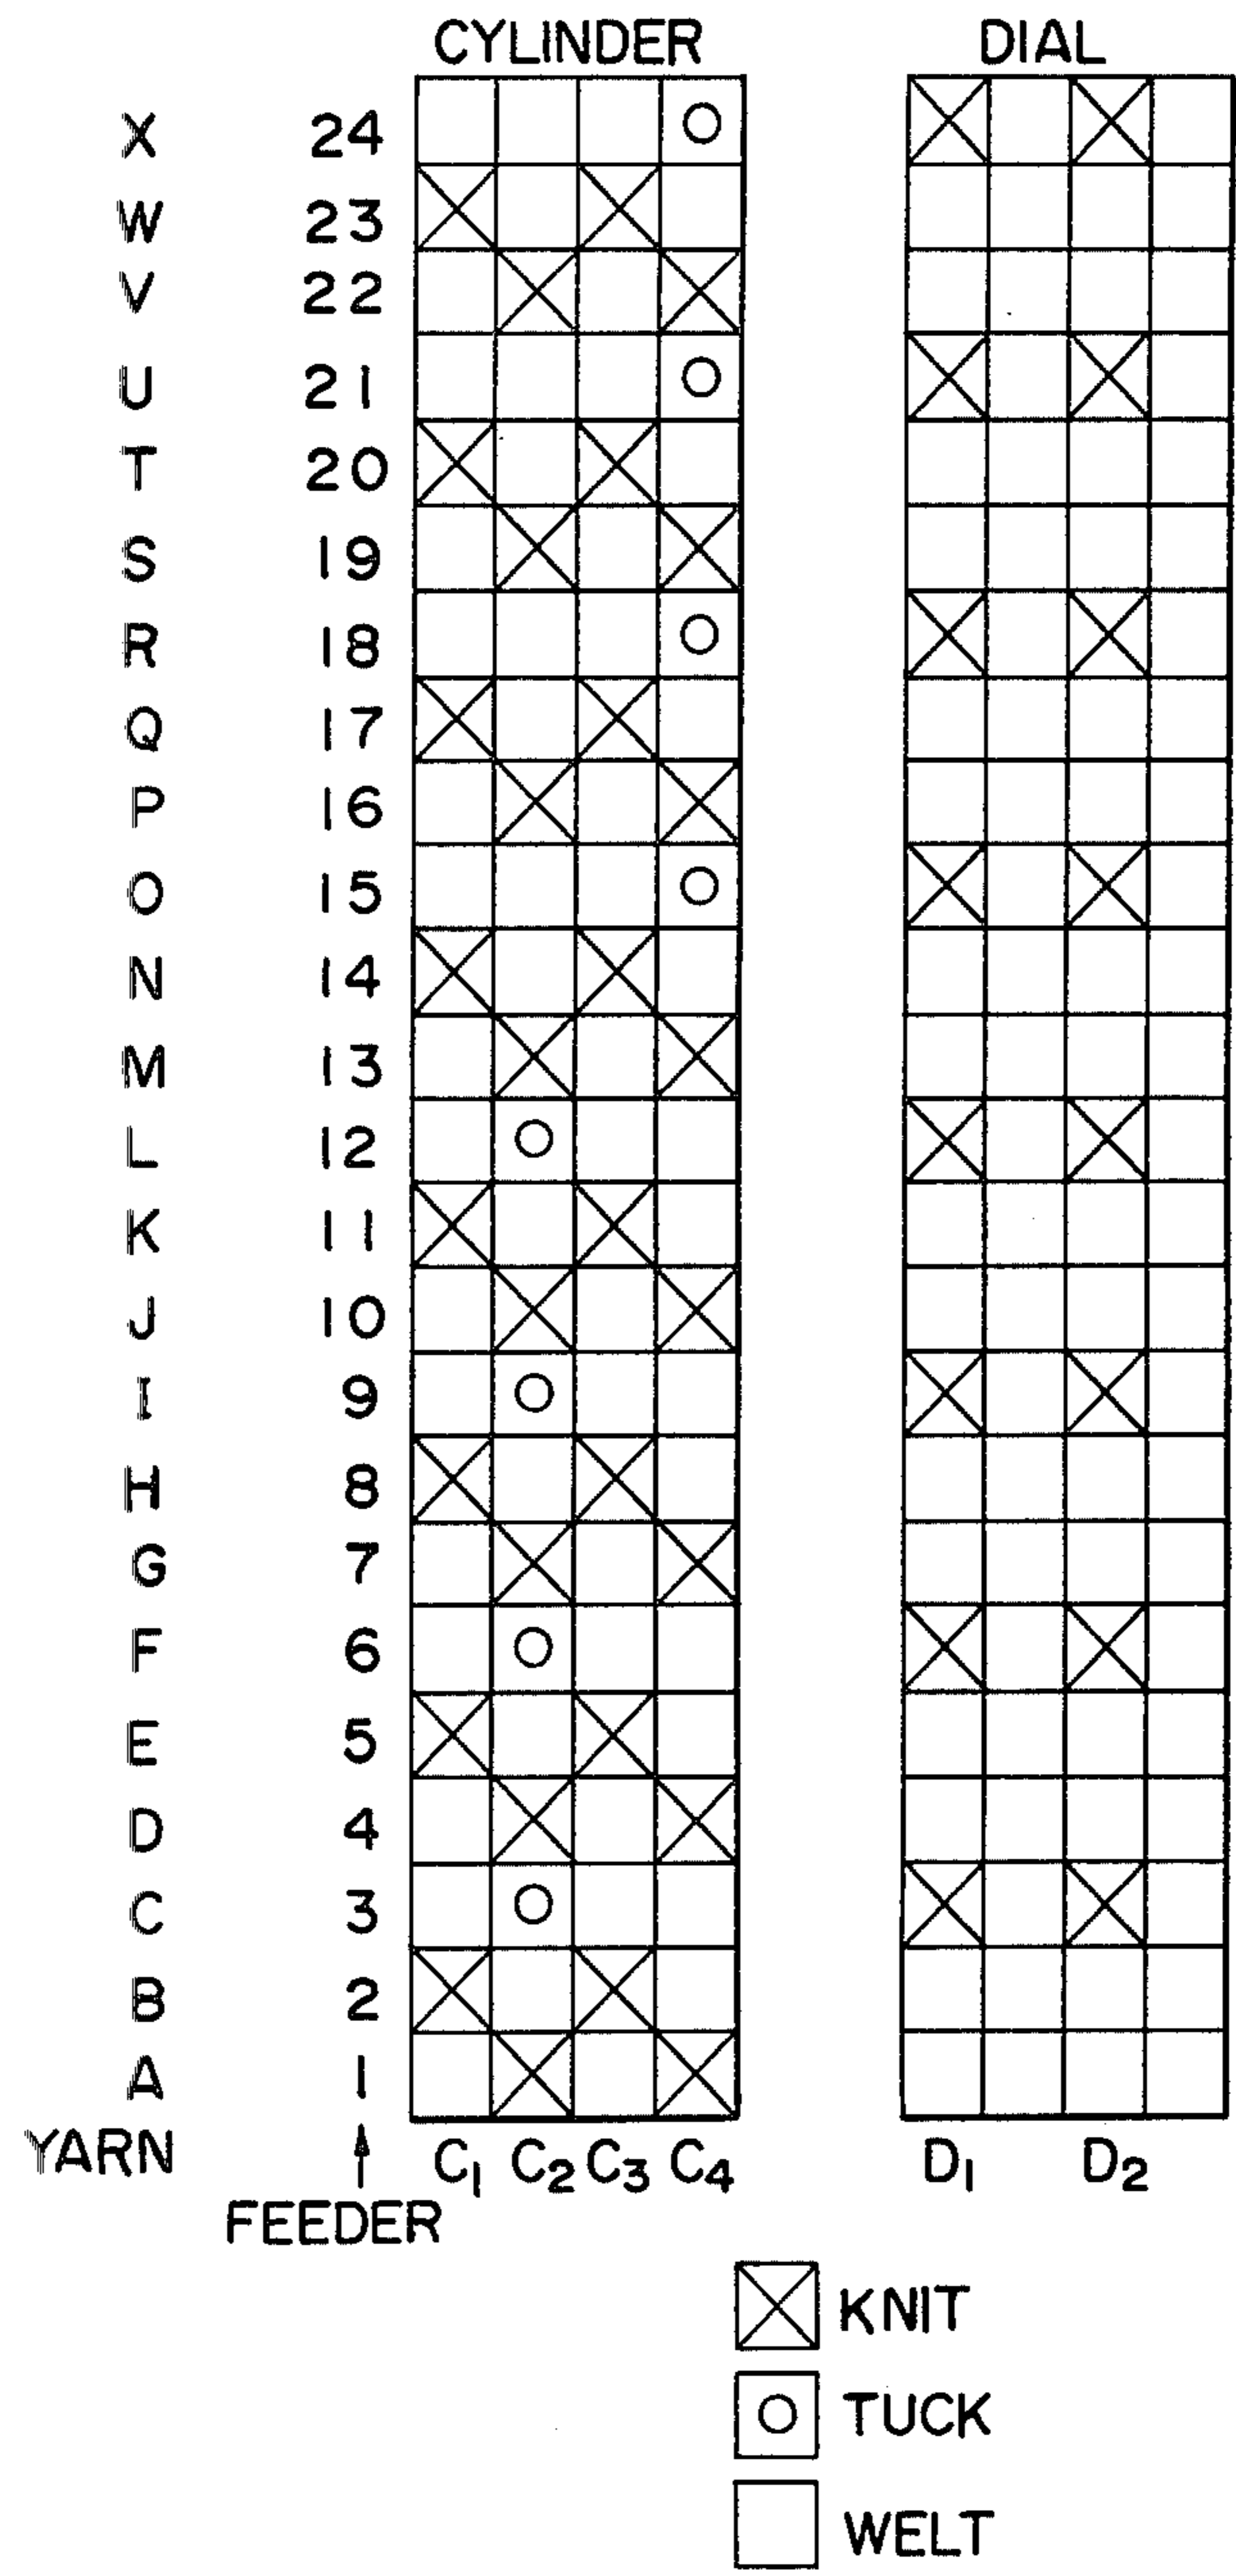 CYLINDER DIAL
X 24
W 23
V 22
U 21
T 20
S 19
R 18
Q 17
P 16
O 15
N 14
M 13
L 12
K 11
J 10
I 9
H 8
G 7
F 6
E 5
D 4
C 3
B 2
A 1
YARN C1 C2 C3 C4 D1 D2
FEEDER
KNIT
TUCK
WELT